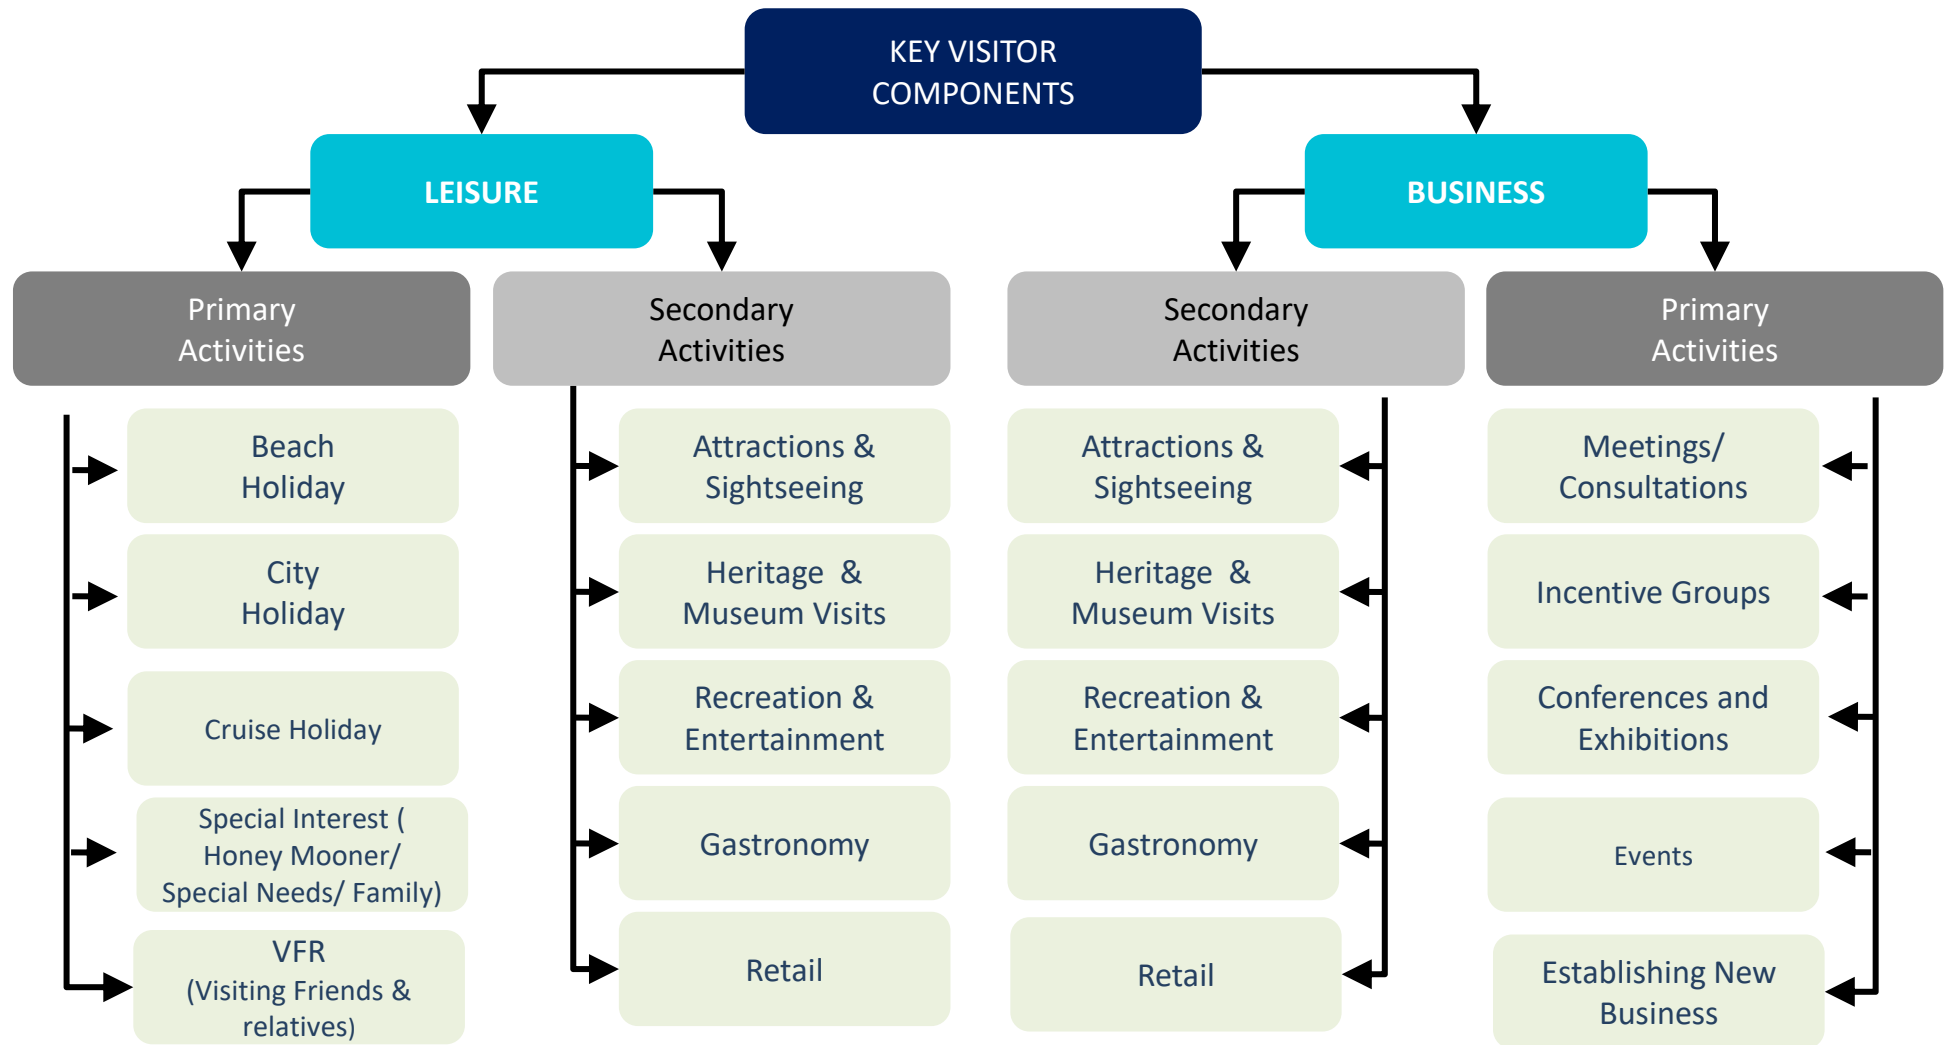 KEY VISITOR
COMPONENTS
LEISURE
BUSINESS
Primary
Activities
Secondary
Activities
Secondary
Activities
Primary
Activities
Beach
Holiday
City
Holiday
Cruise Holiday
Special Interest (
Honey Mooner/
Special Needs/ Family)
VFR
(Visiting Friends &
relatives)
Attractions &
Sightseeing
Heritage  &
Museum Visits
Recreation &
Entertainment
Gastronomy
Retail
Attractions &
Sightseeing
Heritage  &
Museum Visits
Recreation &
Entertainment
Gastronomy
Retail
Meetings/
Consultations
Incentive Groups
Conferences and
Exhibitions
Events
Establishing New
Business